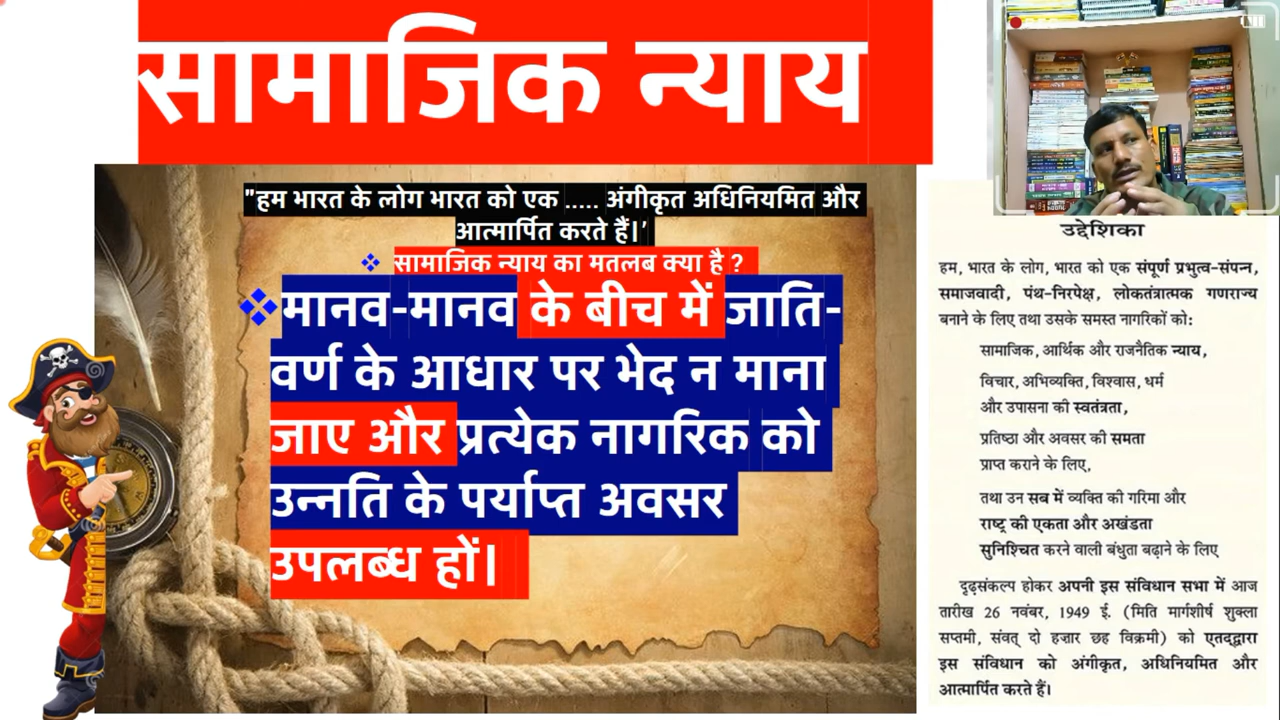 सामाजिक न्याय
"हम भारत के लोग भारत को एक ..... अंगीकृत अधिनियमित और
आत्मार्पित करते हैं।'
❖ सामाजिक न्याय का मतलब क्या है ?
❖मानव-मानव के बीच में जाति-
वर्ण के आधार पर भेद न माना
जाए और प्रत्येक नागरिक को
उन्नति के पर्याप्त अवसर
उपलब्ध हों।
उद्देशिका
हम, भारत के लोग, भारत को एक संपूर्ण प्रभुत्व-संपन्न,
समाजवादी, पंथ-निरपेक्ष, लोकतंत्रात्मक गणराज्य
बनाने के लिए तथा उसके समस्त नागरिकों को:
सामाजिक, आर्थिक और राजनैतिक न्याय,
विचार, अभिव्यक्ति, विश्वास, धर्म
और उपासना की स्वतंत्रता,
प्रतिष्ठा और अवसर की समता
प्राप्त कराने के लिए,
तथा उन सब में व्यक्ति की गरिमा और
राष्ट्र की एकता और अखंडता
सुनिश्चित करने वाली बंधुता बढ़ाने के लिए
दृढ़संकल्प होकर अपनी इस संविधान सभा में आज
तारीख 26 नवंबर, 1949 ई. (मिति मार्गशीर्ष शुक्ला
सप्तमी, संवत् दो हज़ार छह विक्रमी) को एतद्द्वारा
इस संविधान को अंगीकृत, अधिनियमित और
आत्मार्पित करते हैं।